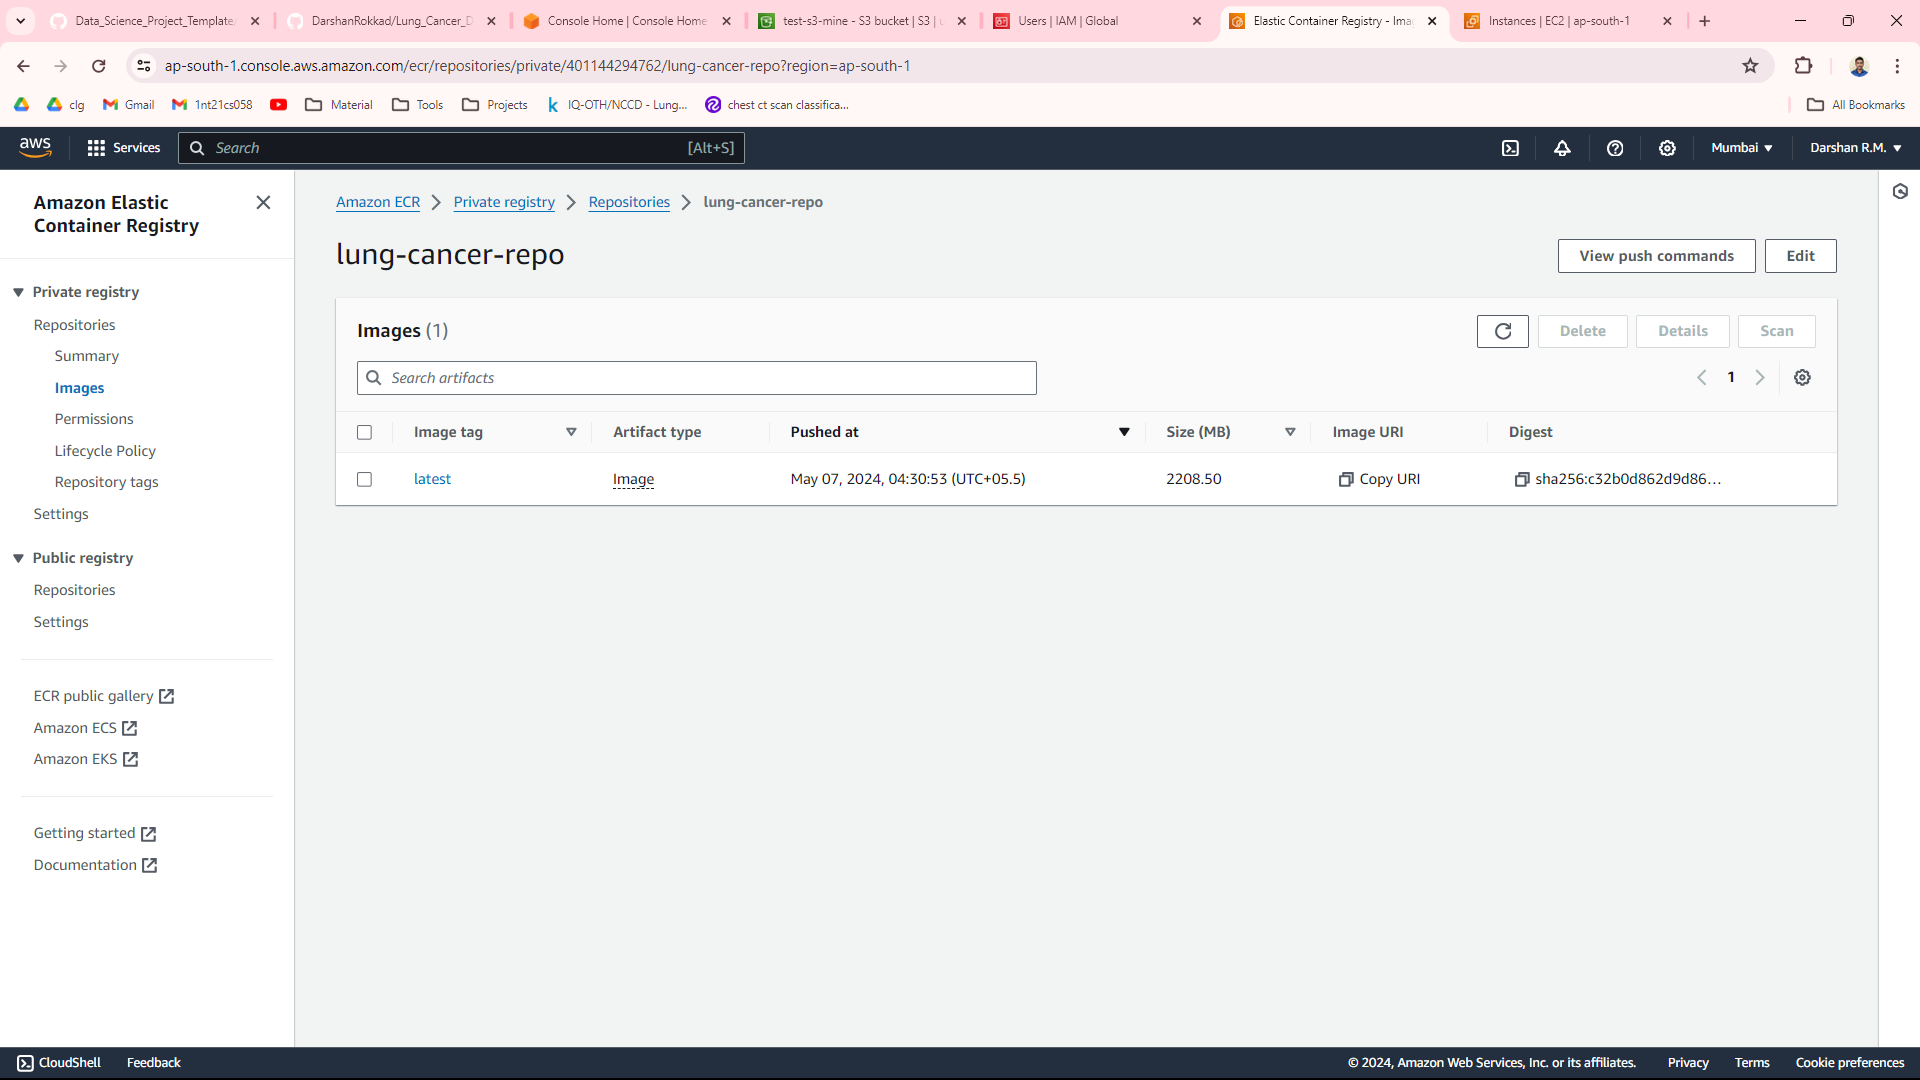 Data_Science_Project_Template
DarshanRokkad/Lung_Cancer_D
Console Home | Console Home
test-s3-mine - S3 bucket | S3 | u
Users | IAM | Global
Elastic Container Registry - Ima
Instances | EC2 | ap-south-1
ap-south-1.console.aws.amazon.com/ecr/repositories/private/401144294762/lung-cancer-repo?region=ap-south-1
clg
Gmail
1nt21cs058
Material
Tools
Projects
IQ-OTH/NCCD - Lung...
chest ct scan classifica...
All Bookmarks
aws
Services
Search
[Alt+S]
Mumbai
Darshan R.M.
Amazon Elastic
Container Registry
Private registry
Repositories
Summary
Images
Permissions
Lifecycle Policy
Repository tags
Settings
Public registry
Repositories
Settings
ECR public gallery
Amazon ECS
Amazon EKS
Getting started
Documentation
Amazon ECR
Private registry
Repositories
lung-cancer-repo
lung-cancer-repo
View push commands
Edit
Images (1)
Delete
Details
Scan
Search artifacts
1
Image tag
Artifact type
Pushed at
Size (MB)
Image URI
Digest
latest
Image
May 07, 2024, 04:30:53 (UTC+05.5)
2208.50
Copy URI
sha256:c32b0d862d9d86...
CloudShell
Feedback
© 2024, Amazon Web Services, Inc. or its affiliates.
Privacy
Terms
Cookie preferences